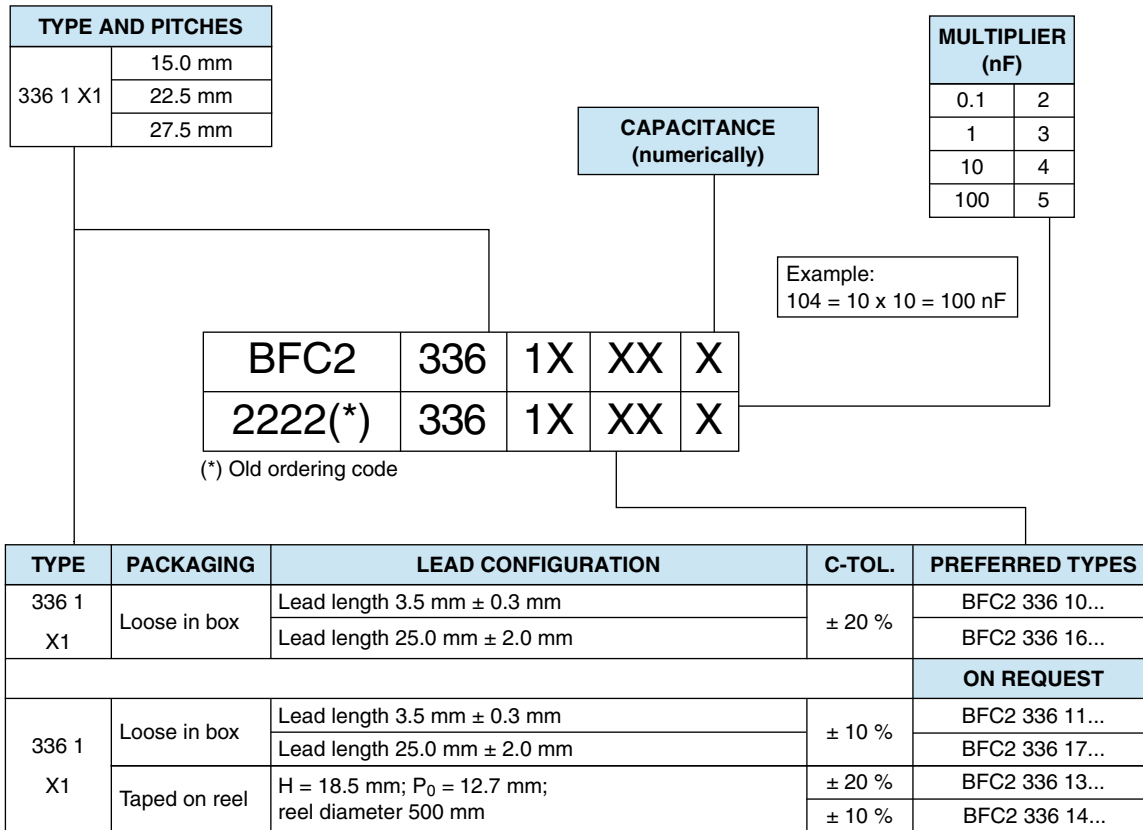 TYPE AND PITCHES
336 1 X1
15.0 mm
22.5 mm
27.5 mm
MULTIPLIER
(nF)
0.1 2
1 3
10 4
100 5
CAPACITANCE
(numerically)
Example:
104 = 10 x 10 = 100 nF
BFC2 336 1X XX X
2222(*) 336 1X XX X
(*) Old ordering code
TYPE PACKAGING LEAD CONFIGURATION C-TOL. PREFERRED TYPES
336 1
X1
Loose in box
Lead length 3.5 mm ± 0.3 mm
Lead length 25.0 mm ± 2.0 mm
± 20 %
BFC2 336 10...
BFC2 336 16...
ON REQUEST
336 1
X1
Loose in box
Lead length 3.5 mm ± 0.3 mm
Lead length 25.0 mm ± 2.0 mm
± 10 %
BFC2 336 11...
BFC2 336 17...
Taped on reel
H = 18.5 mm; P0 = 12.7 mm;
reel diameter 500 mm
± 20 %
BFC2 336 13...
± 10 %
BFC2 336 14...